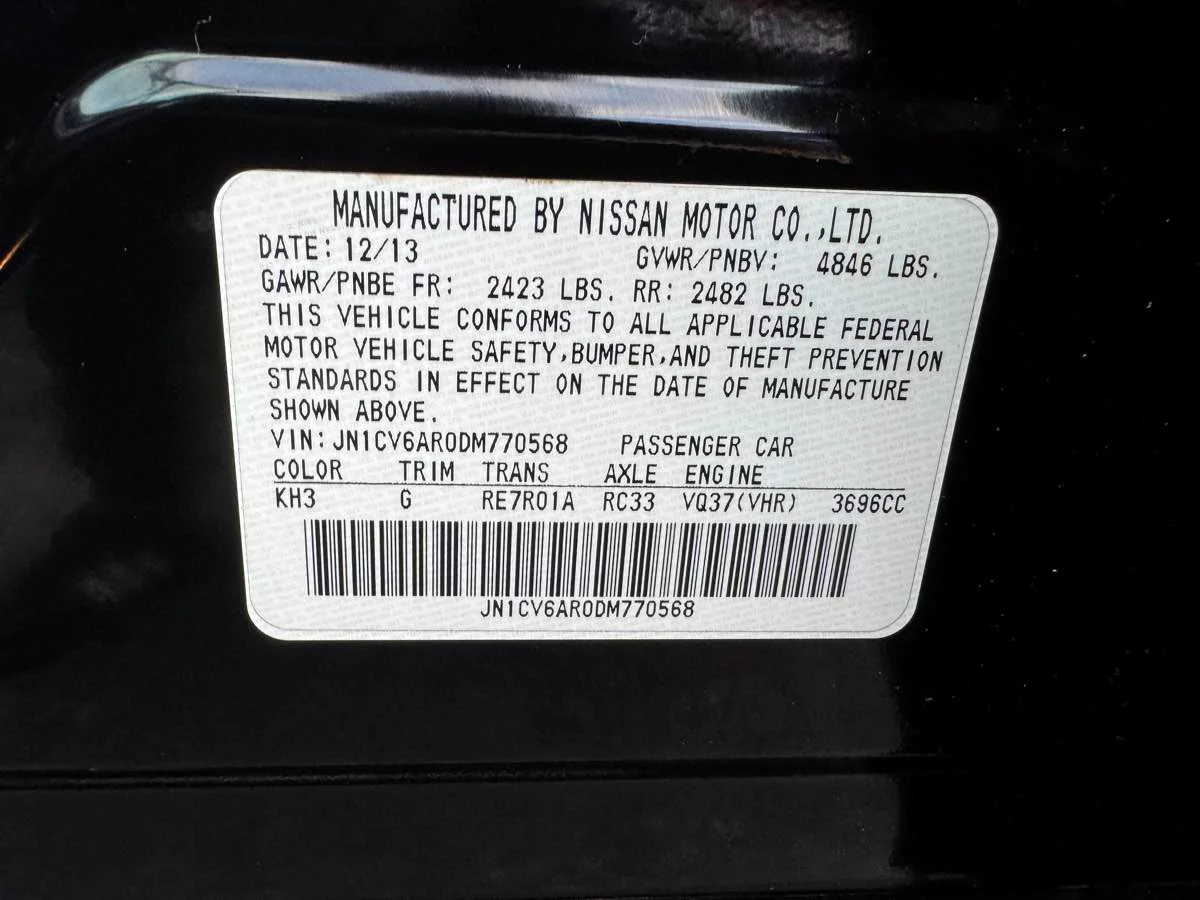 MANUFACTURED BY NISSAN MOTOR CO.,LTD.
DATE: 12/13 GVWR/PNBV: 4846 LBS.
GAWR/PNBE FR: 2423 LBS. RR: 2482 LBS.
THIS VEHICLE CONFORMS TO ALL APPLICABLE FEDERAL
MOTOR VEHICLE SAFETY,BUMPER,AND THEFT PREVENTION
STANDARDS IN EFFECT ON THE DATE OF MANUFACTURE
SHOWN ABOVE.
VIN: JN1CV6AR0DM770568 PASSENGER CAR
COLOR TRIM TRANS AXLE ENGINE
KH3 G RE7R01A RC33 VQ37(VHR) 3696CC
JN1CV6AR0DM770568